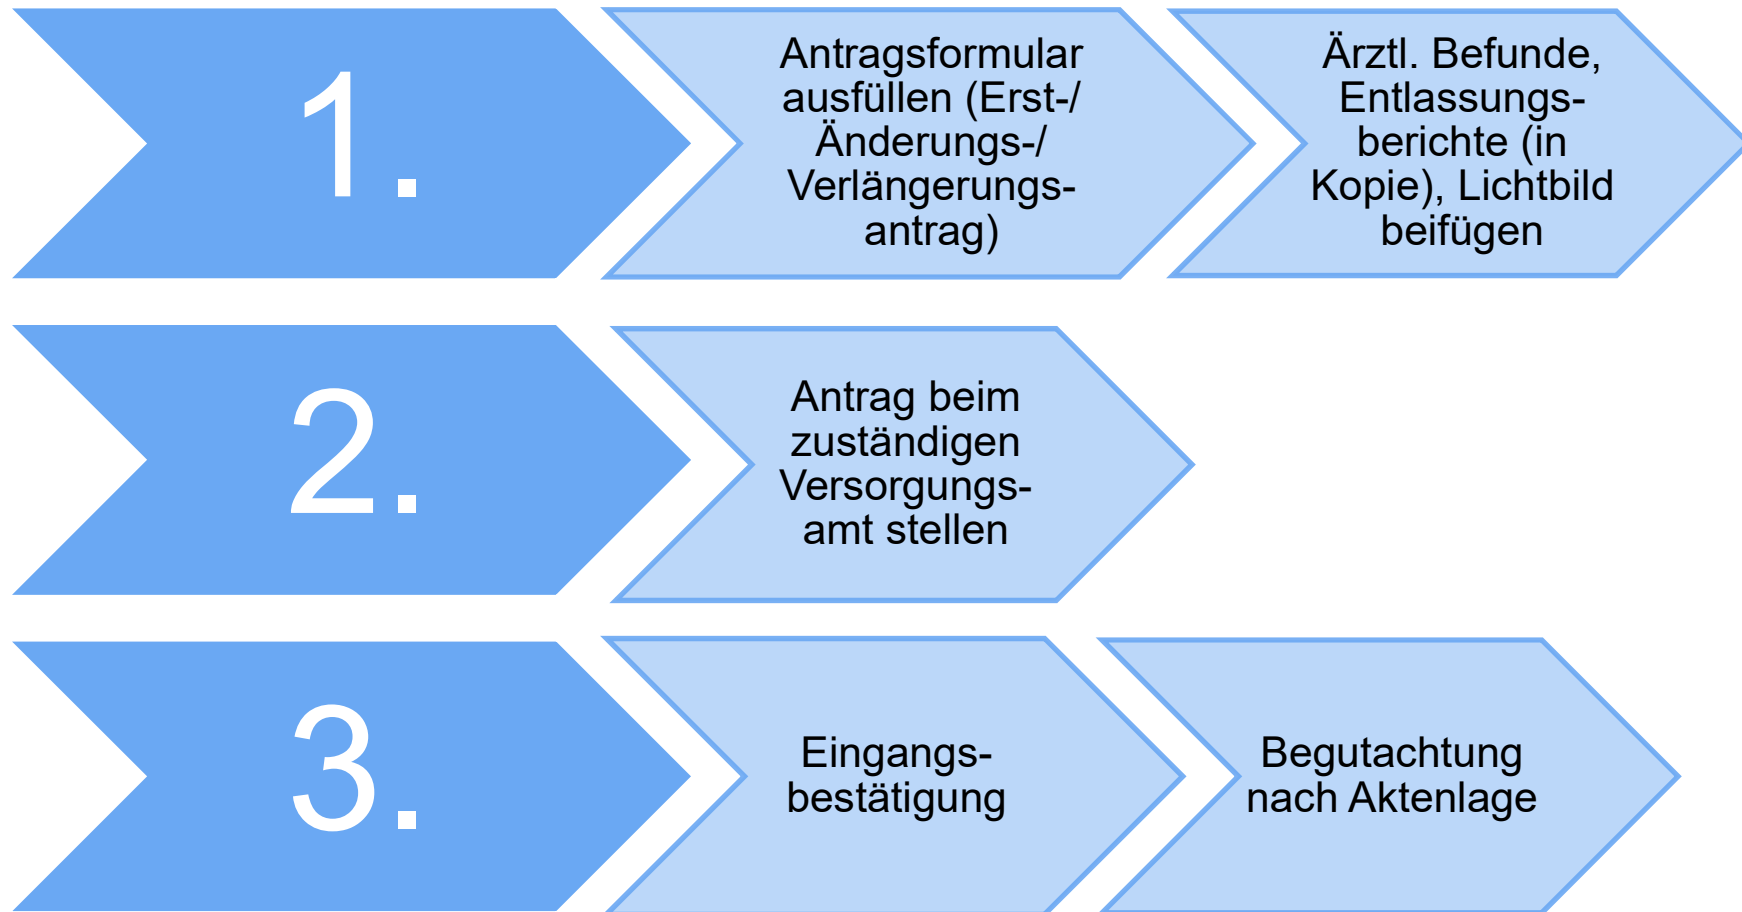 1.
Antragsformular
ausfüllen (Erst-/
Änderungs-/
Verlängerungs-
antrag)
Ärztl. Befunde,
Entlassungs-
berichte (in
Kopie), Lichtbild
beifügen
2.
Antrag beim
zuständigen
Versorgungs-
amt stellen
3.
Eingangs-
bestätigung
Begutachtung
nach Aktenlage